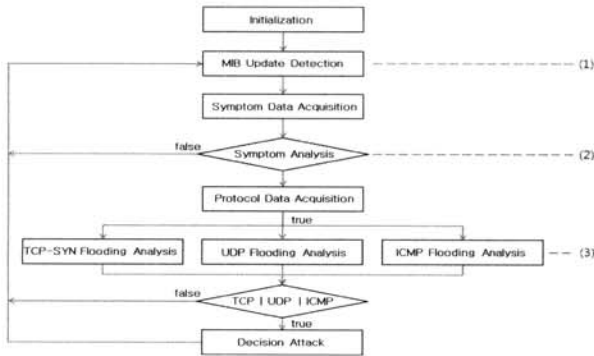 Initialization
MIB Update Detection
(1)
Symptom Data Acquisition
false
Symptom Analysis
(2)
Protocol Data Acquisition
true
TCP-SYN Flooding Analysis
UDP Flooding Analysis
ICMP Flooding Analysis
(3)
false
TCP | UDP | ICMP
true
Decision Attack